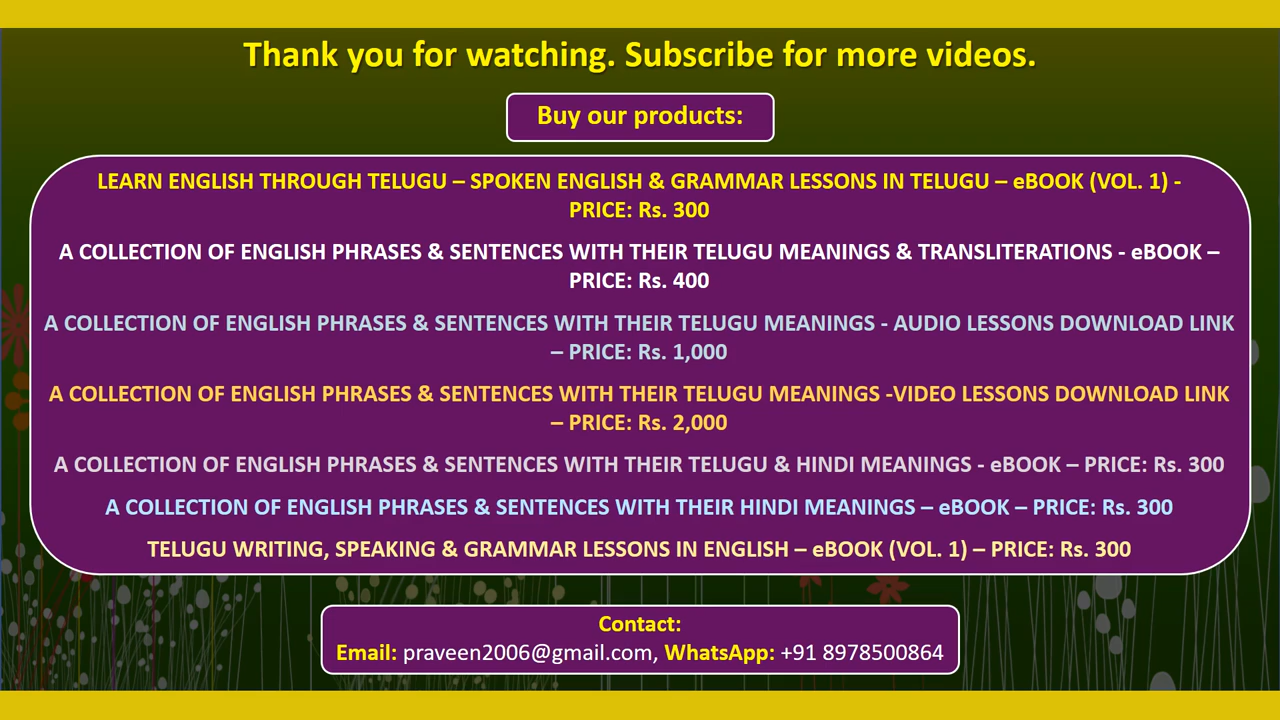 Thank you for watching. Subscribe for more videos.
Buy our products:
LEARN ENGLISH THROUGH TELUGU – SPOKEN ENGLISH & GRAMMAR LESSONS IN TELUGU – eBOOK (VOL. 1) -
PRICE: Rs. 300
A COLLECTION OF ENGLISH PHRASES & SENTENCES WITH THEIR TELUGU MEANINGS & TRANSLITERATIONS - eBOOK –
PRICE: Rs. 400
A COLLECTION OF ENGLISH PHRASES & SENTENCES WITH THEIR TELUGU MEANINGS - AUDIO LESSONS DOWNLOAD LINK
– PRICE: Rs. 1,000
A COLLECTION OF ENGLISH PHRASES & SENTENCES WITH THEIR TELUGU MEANINGS -VIDEO LESSONS DOWNLOAD LINK
– PRICE: Rs. 2,000
A COLLECTION OF ENGLISH PHRASES & SENTENCES WITH THEIR TELUGU & HINDI MEANINGS - eBOOK – PRICE: Rs. 300
A COLLECTION OF ENGLISH PHRASES & SENTENCES WITH THEIR HINDI MEANINGS – eBOOK – PRICE: Rs. 300
TELUGU WRITING, SPEAKING & GRAMMAR LESSONS IN ENGLISH – eBOOK (VOL. 1) – PRICE: Rs. 300
Contact:
Email: praveen2006@gmail.com, WhatsApp: +91 8978500864